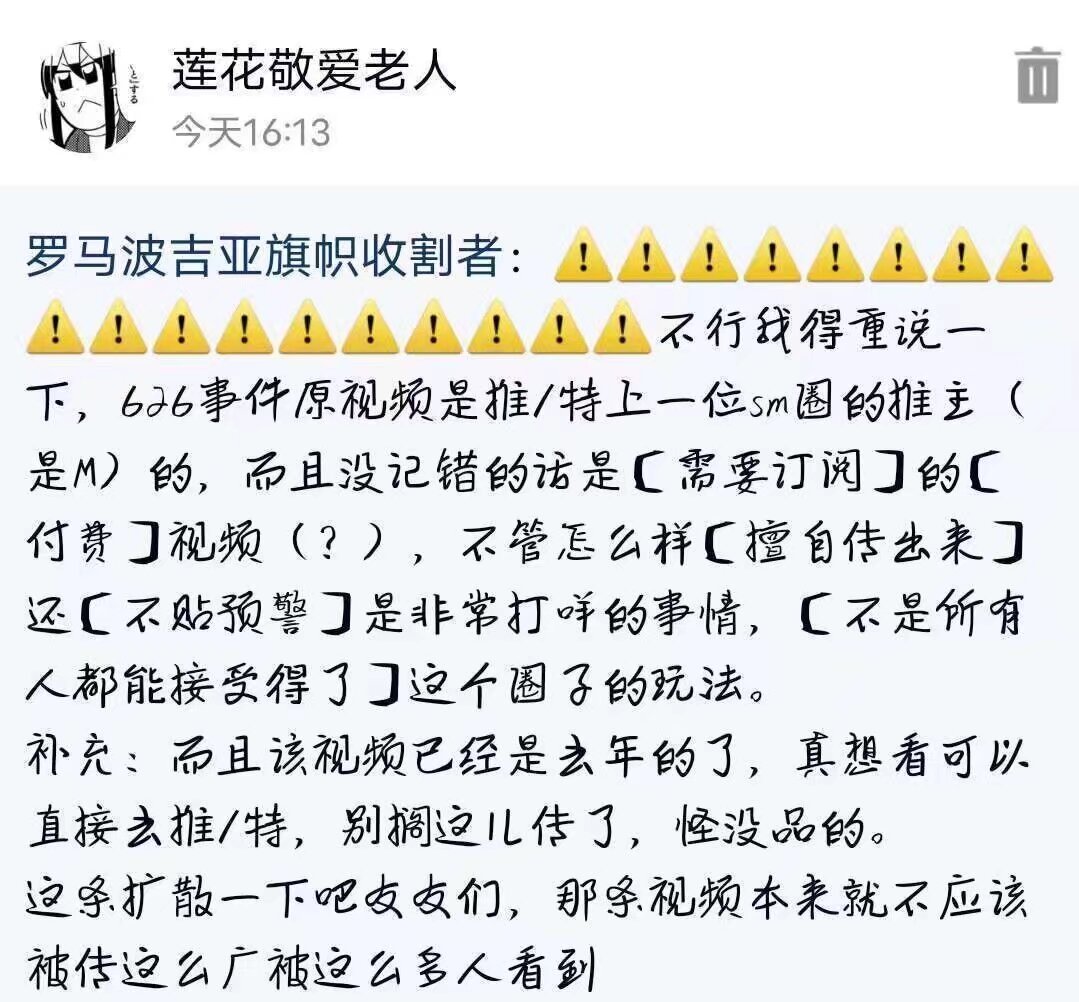 莲花敬爱老人
とする
今天16:13
罗马波吉亚旗帜收割者：⚠️⚠️⚠️⚠️⚠️⚠️⚠️⚠️
⚠️⚠️⚠️⚠️⚠️⚠️⚠️⚠️⚠️⚠️不行我得重说一
下，626事件原视频是推/特上一位sm圈的推主（
是M）的，而且没记错的话是【需要订阅】的【
付费】视频（？），不管怎么样【擅自传出来】
还【不贴预警】是非常打咩的事情，【不是所有
人都能接受得了】这个圈子的玩法。
补充：而且该视频已经是去年的了，真想看可以
直接去推/特，别搁这儿传了，怪没品的。
这条扩散一下吧友友们，那条视频本来就不应该
被传这么广被这么多人看到